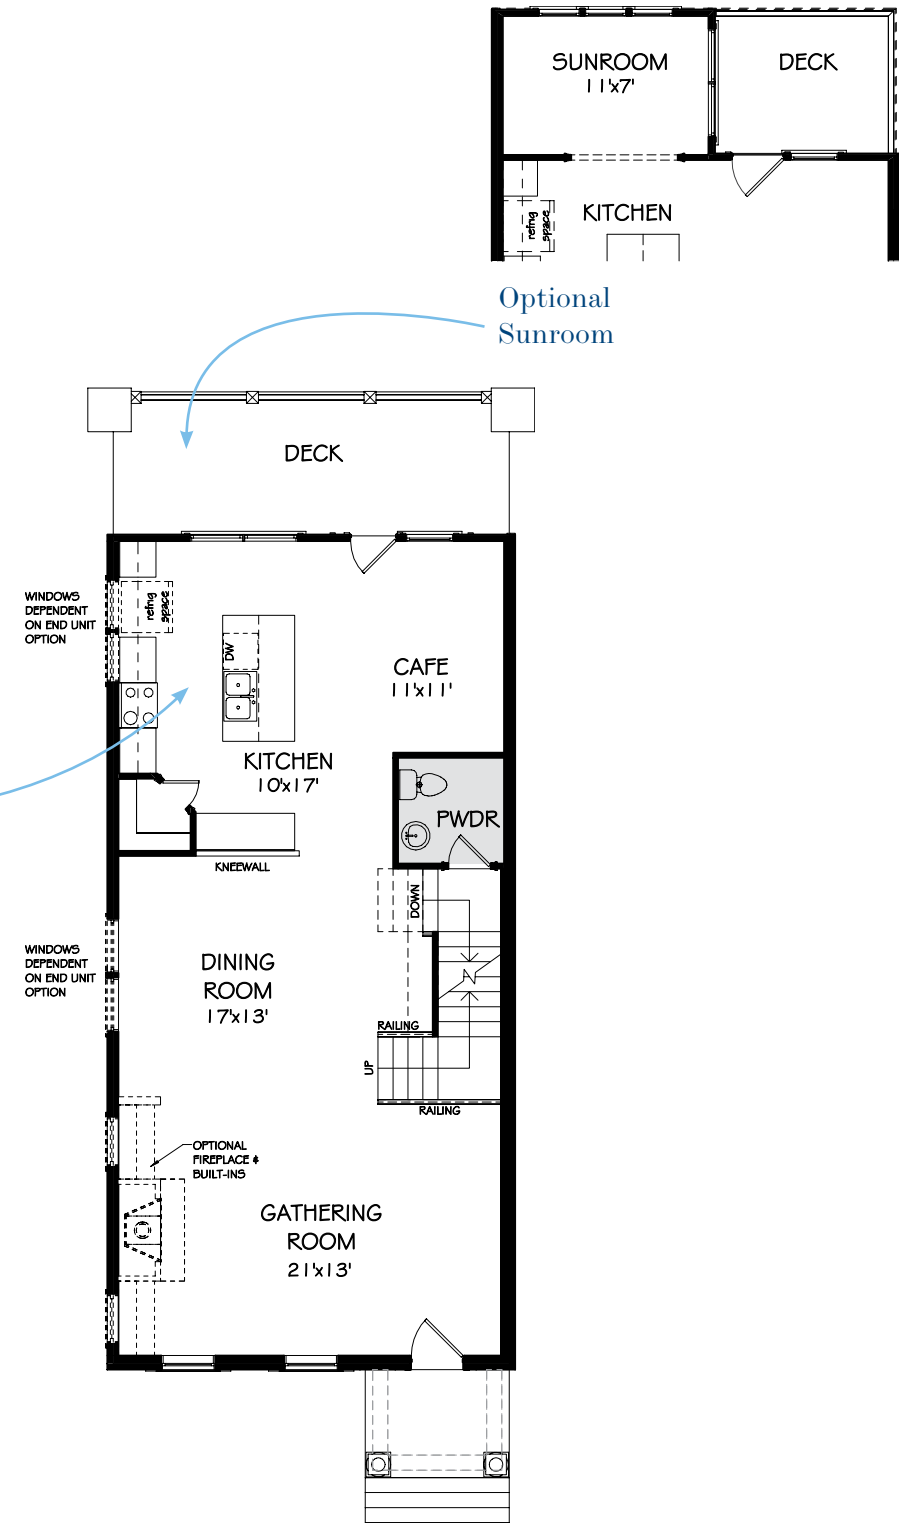 SUNROOM
11'x7'
DECK
KITCHEN
refrig
space
Optional
Sunroom
DECK
WINDOWS
DEPENDENT
ON END UNIT
OPTION
refrig
space
DW
CAFE
11'x11'
KITCHEN
10'x17'
PWDR
KNEEWALL
DOWN
WINDOWS
DEPENDENT
ON END UNIT
OPTION
DINING
ROOM
17'x13'
RAILING
UP
RAILING
OPTIONAL
FIREPLACE &
BUILT-INS
GATHERING
ROOM
21'x13'